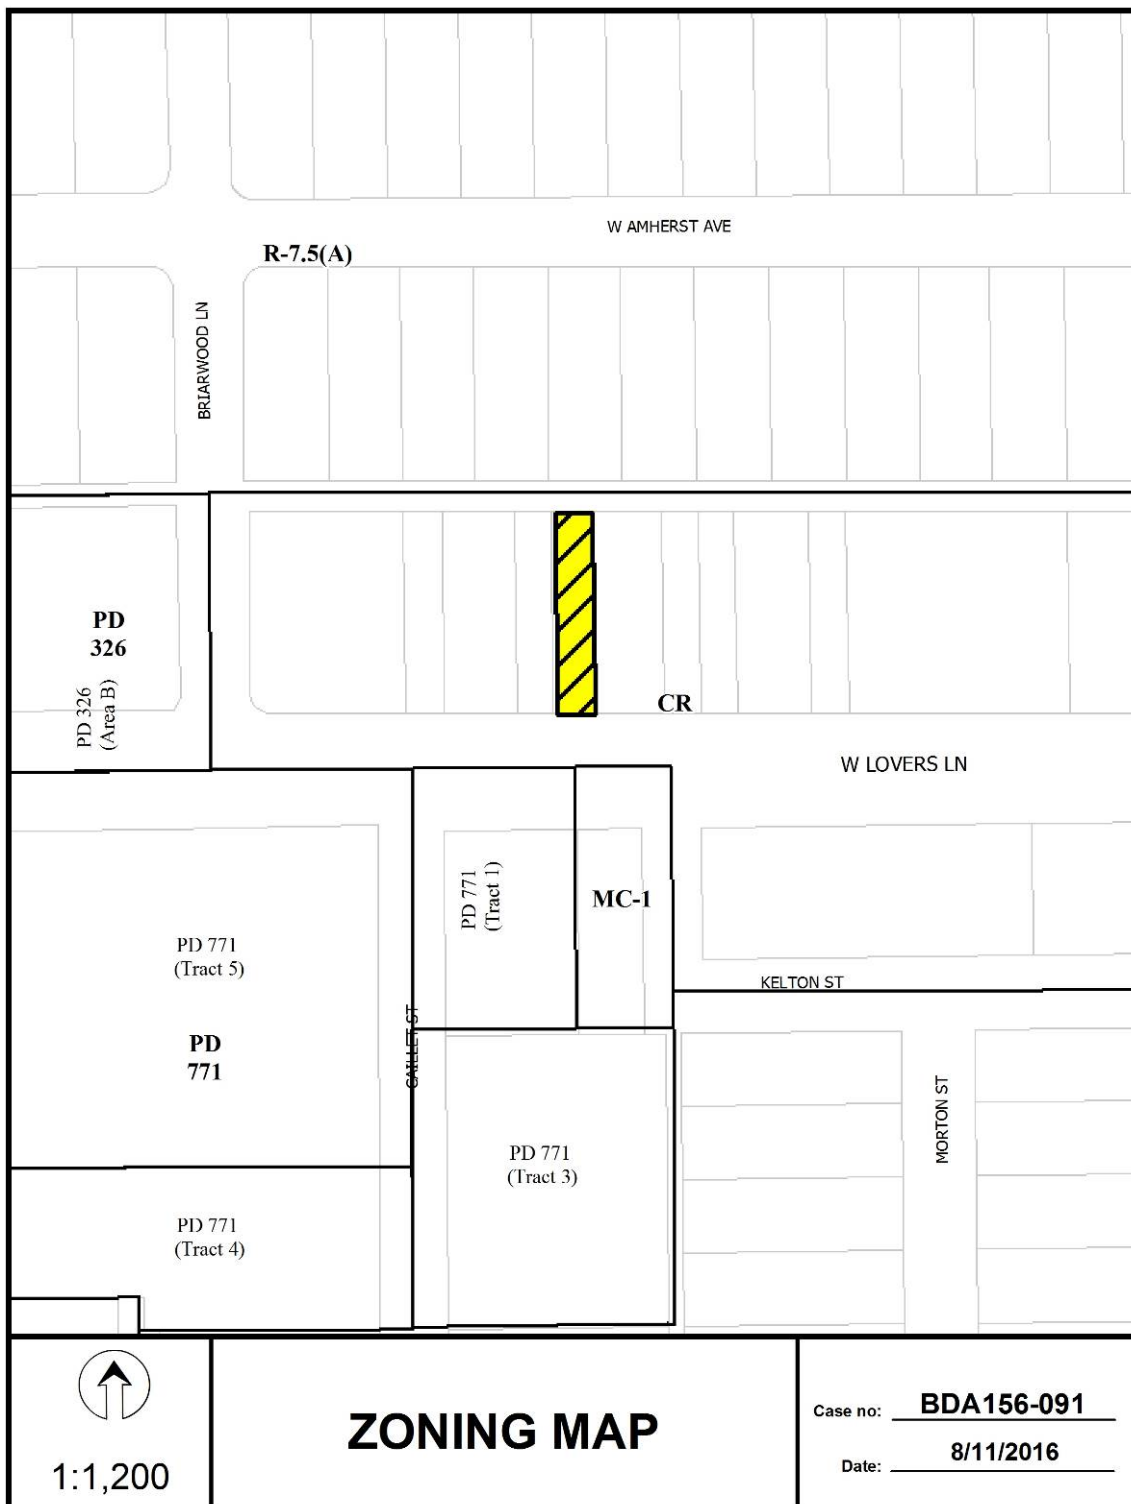 W AMHERST AVE
R-7.5(A)
BRIARWOOD LN
PD
326
PD 326
(Area B)
CR
W LOVERS LN
PD 771
(Tract 1)
MC-1
PD 771
(Tract 5)
KELTON ST
PD
771
CAILLET ST
MORTON ST
PD 771
(Tract 3)
PD 771
(Tract 4)
1:1,200
ZONING MAP
Case no: BDA156-091
Date: 8/11/2016